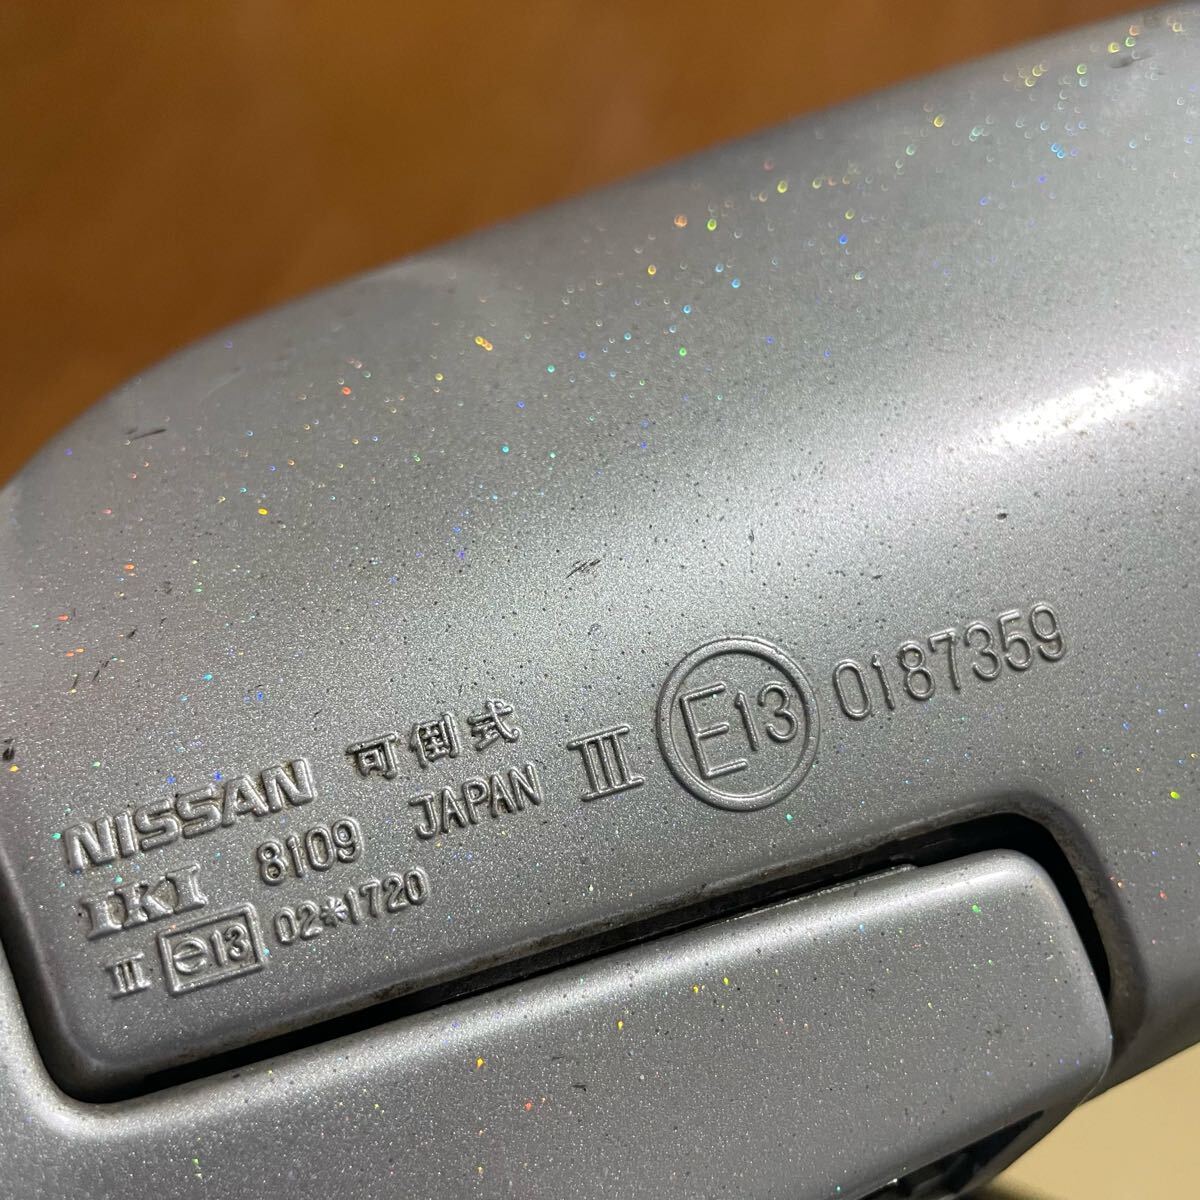 NISSAN 可倒式
IKI 8109 JAPAN III E13 0187359
III e13 02*1720